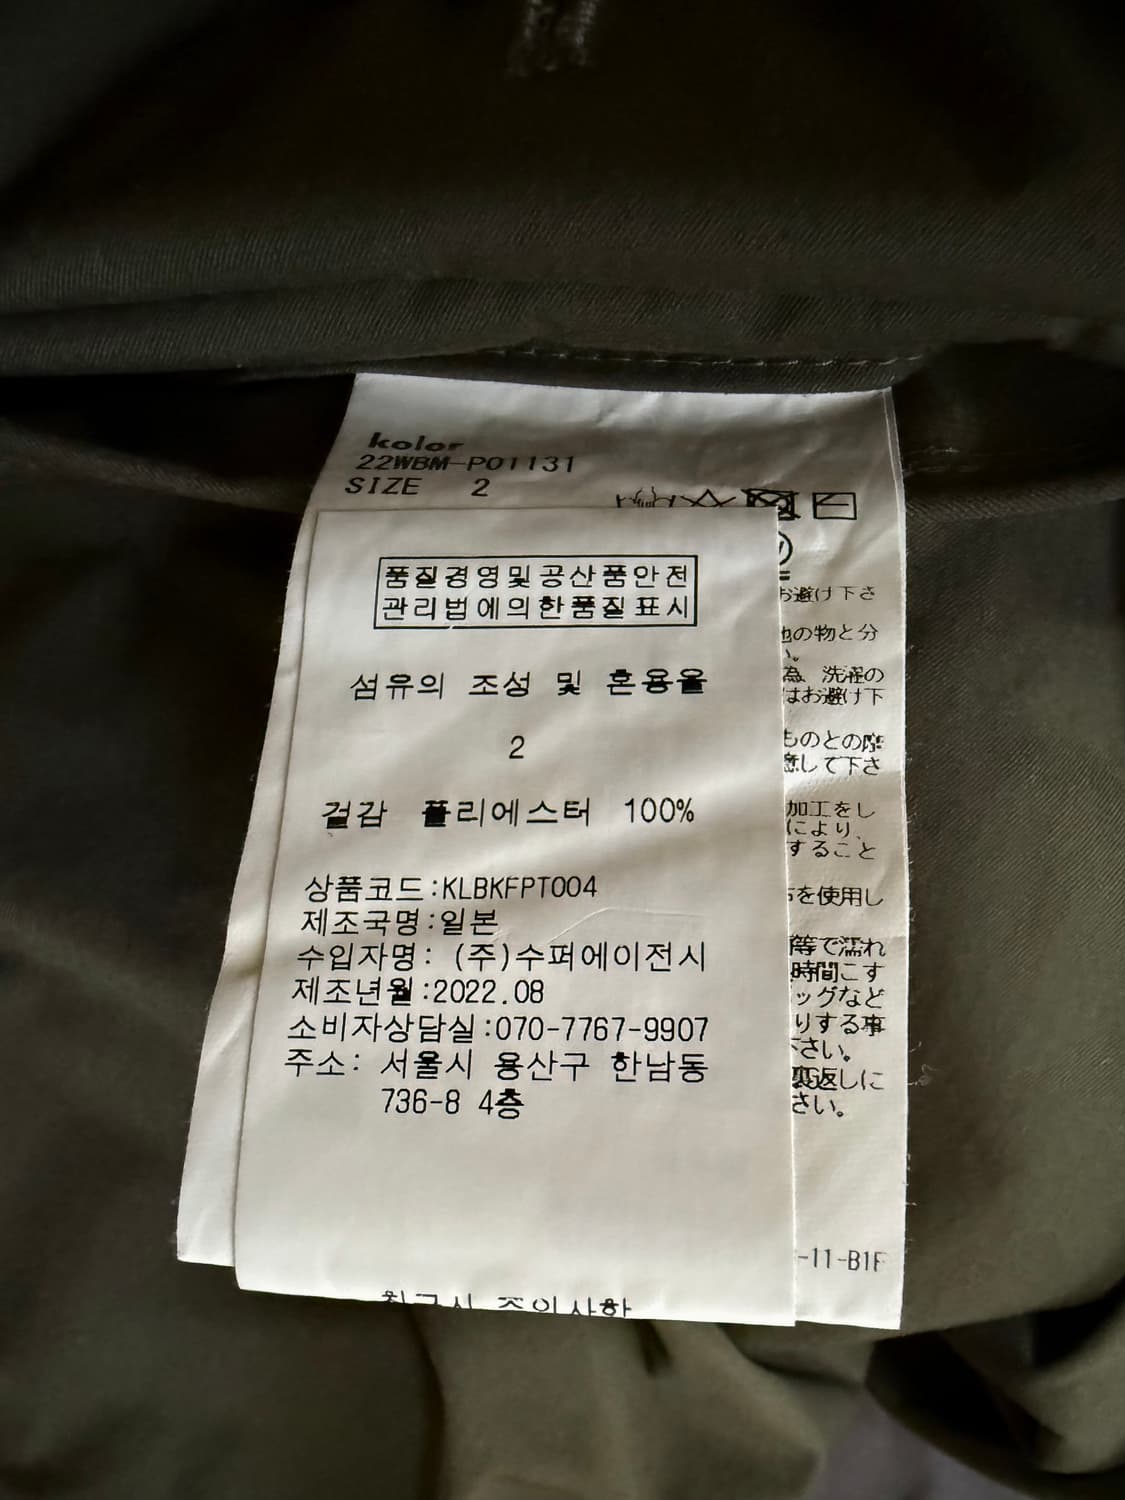 kolor
22WBM-P01131
SIZE 2
품질경영및공산품안전
관리법에의한품질표시
섬유의 조성 및 혼용율
2
겉감 폴리에스터 100%
상품코드:KLBKFPT004
제조국명:일본
수입자명: (주)수퍼에이전시
제조년월:2022.08
소비자상담실:070-7767-9907
주소: 서울시 용산구 한남동
736-8 4층
お避け下さ
の物と分
い。
為、洗濯の
はお避け下
ものとの摩
意して下さ
加工をし
により、
すること
を使用し
等で濡れ
時間こす
ッグなど
りする事
さい。
裏返しに
さい。
-11-B1F